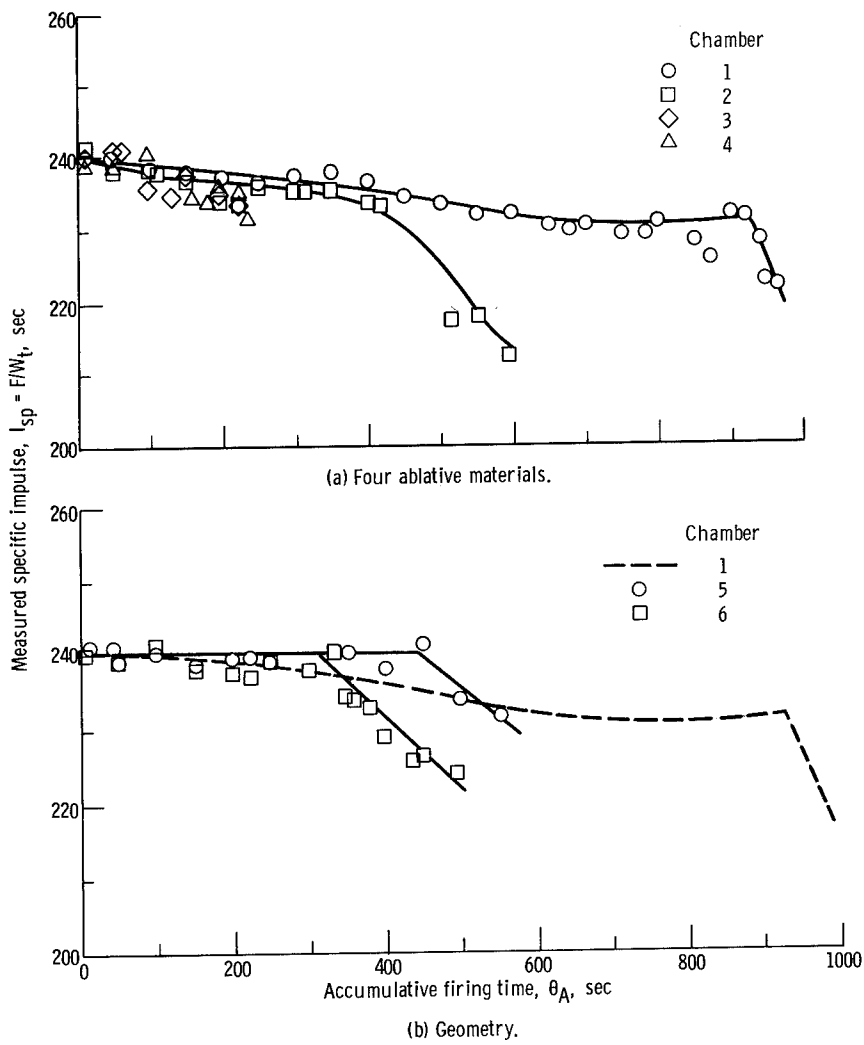 260
Chamber
1
2
3
4
240
220
200
(a) Four ablative materials.
Measured specific impulse, I_sp = F/W_t, sec
260
Chamber
1
5
6
240
220
200
0 200 400 600 800 1000
Accumulative firing time, θ_A, sec
(b) Geometry.